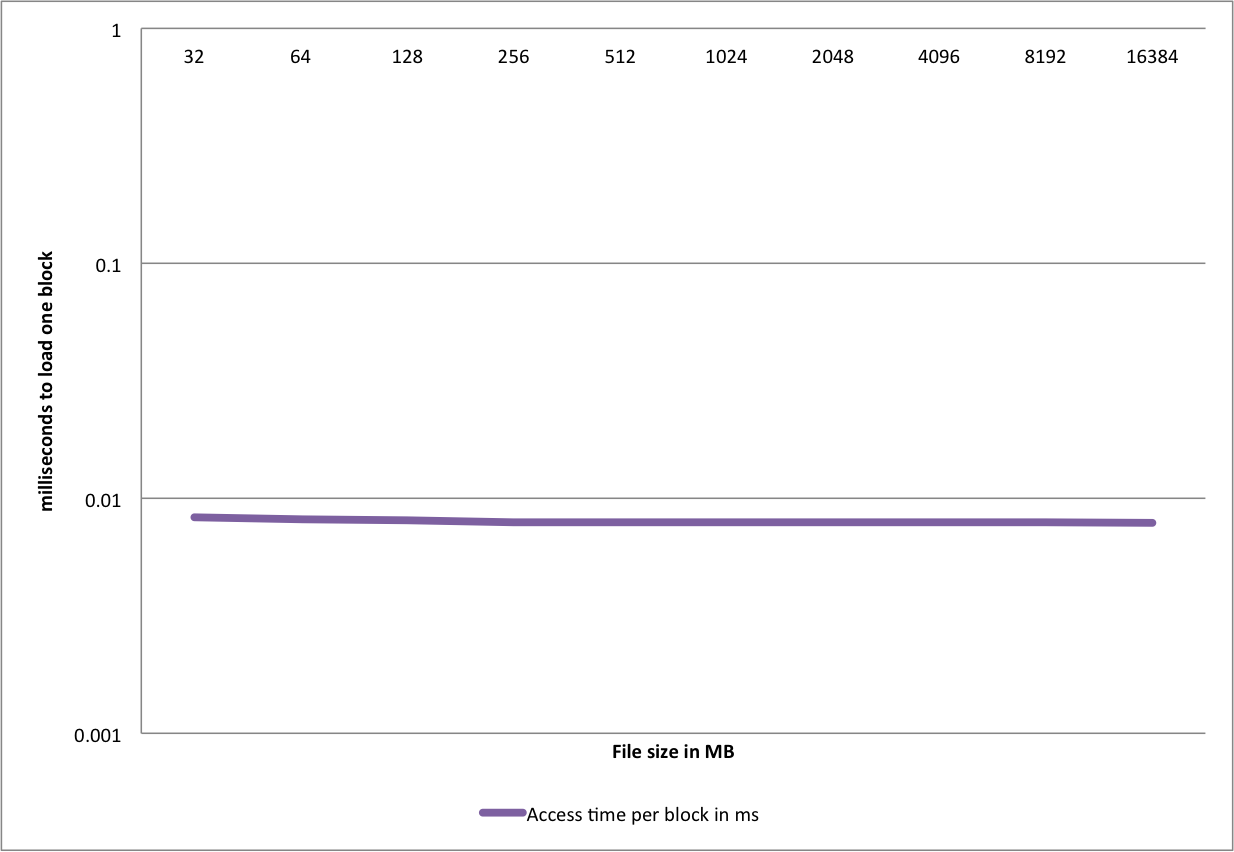 1
32 64 128 256 512 1024 2048 4096 8192 16384
0.1
milliseconds to load one block
0.01
0.001
File size in MB
Access time per block in ms